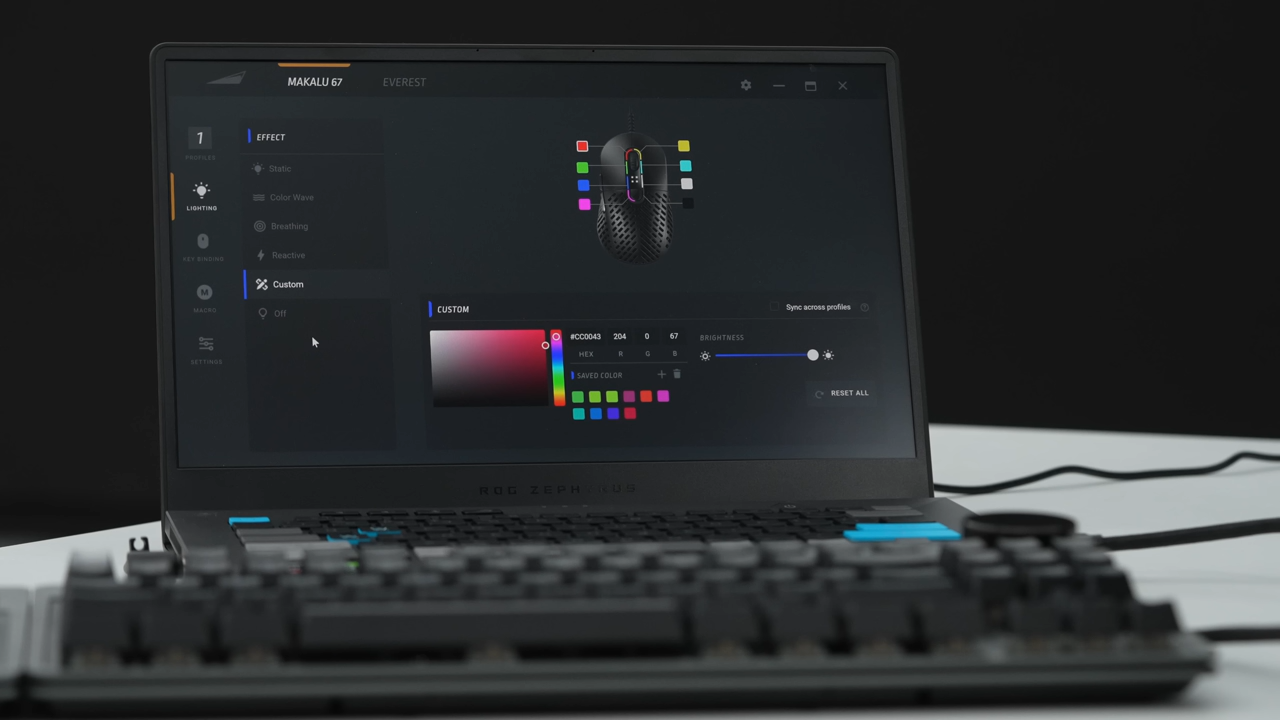 MAKALU 67
EVEREST
1
PROFILES
LIGHTING
KEY BINDING
M
MACRO
SETTINGS
EFFECT
Static
Color Wave
Breathing
Reactive
Custom
Off
CUSTOM
Sync across profiles
#CC0043 204 0 67
HEX R G B
SAVED COLOR
BRIGHTNESS
RESET ALL
ROG ZEPHYRUS